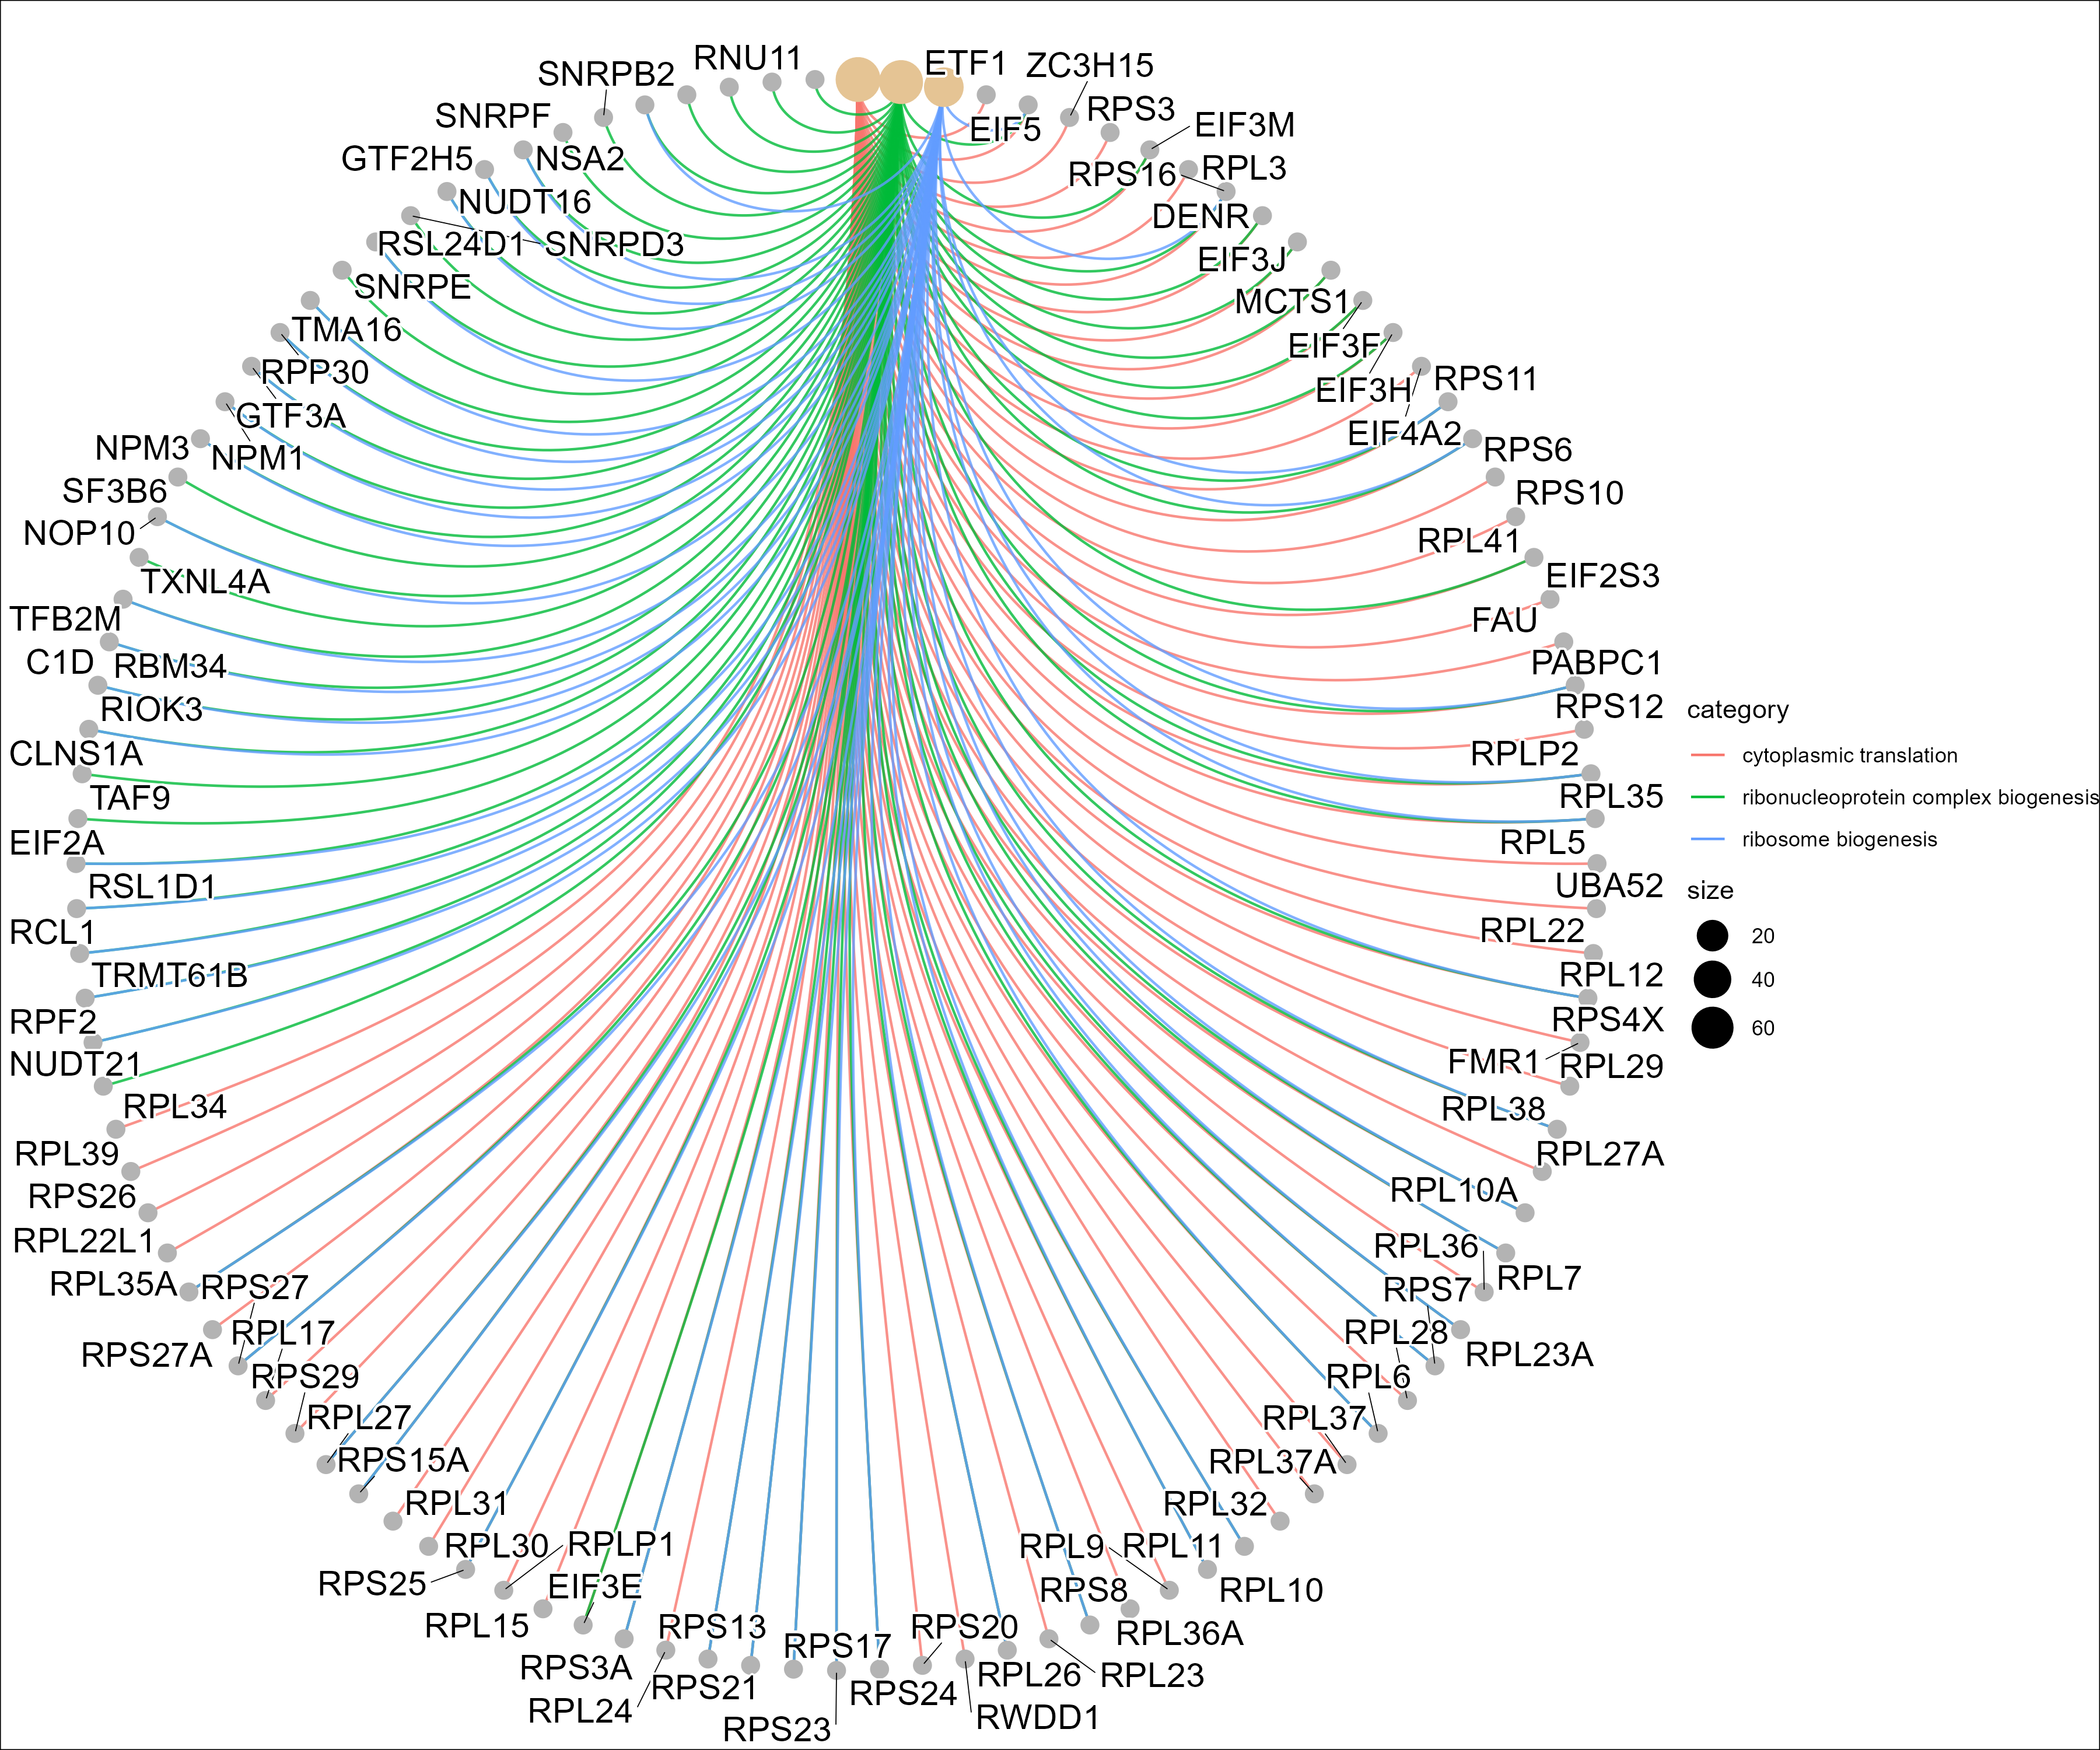 RNU11
ETF1
SNRPB2
ZC3H15
SNRPF
RPS3
EIF3M
EIF5
GTF2H5
NSA2
RPS16
RPL3
NUDT16
DENR
RSL24D1
SNRPD3
EIF3J
SNRPE
MCTS1
TMA16
EIF3F
RPP30
EIF3H
RPS11
GTF3A
EIF4A2
NPM3
NPM1
RPS6
SF3B6
RPS10
NOP10
RPL41
TXNL4A
EIF2S3
TFB2M
FAU
C1D
RBM34
PABPC1
RIOK3
RPS12
category
CLNS1A
RPLP2
cytoplasmic translation
TAF9
RPL35
ribonucleoprotein complex biogenesis
EIF2A
RPL5
ribosome biogenesis
RSL1D1
UBA52
size
RCL1
RPL22
20
TRMT61B
RPL12
40
RPF2
RPS4X
60
NUDT21
FMR1
RPL29
RPL34
RPL38
RPL39
RPL27A
RPS26
RPL10A
RPL22L1
RPL36
RPL35A
RPS27
RPS7
RPL7
RPL17
RPL28
RPS27A
RPL23A
RPS29
RPL6
RPL27
RPL37
RPS15A
RPL37A
RPL31
RPL32
RPL30
RPLP1
RPL9
RPL11
RPS25
EIF3E
RPS8
RPL10
RPL15
RPS13
RPS17
RPS20
RPL36A
RPS3A
RPS21
RPL26
RPL23
RPL24
RPS24
RWDD1
RPS23